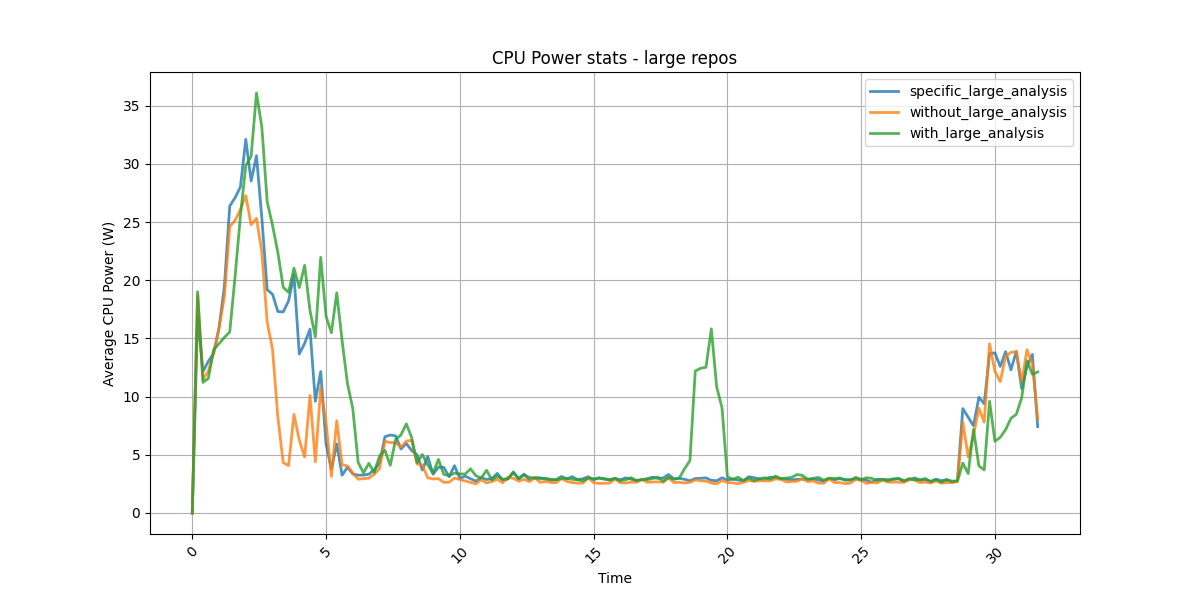 CPU Power stats - large repos
specific_large_analysis
without_large_analysis
with_large_analysis
Average CPU Power (W)
35
30
25
20
15
10
5
0
0
5
10
15
20
25
30
Time